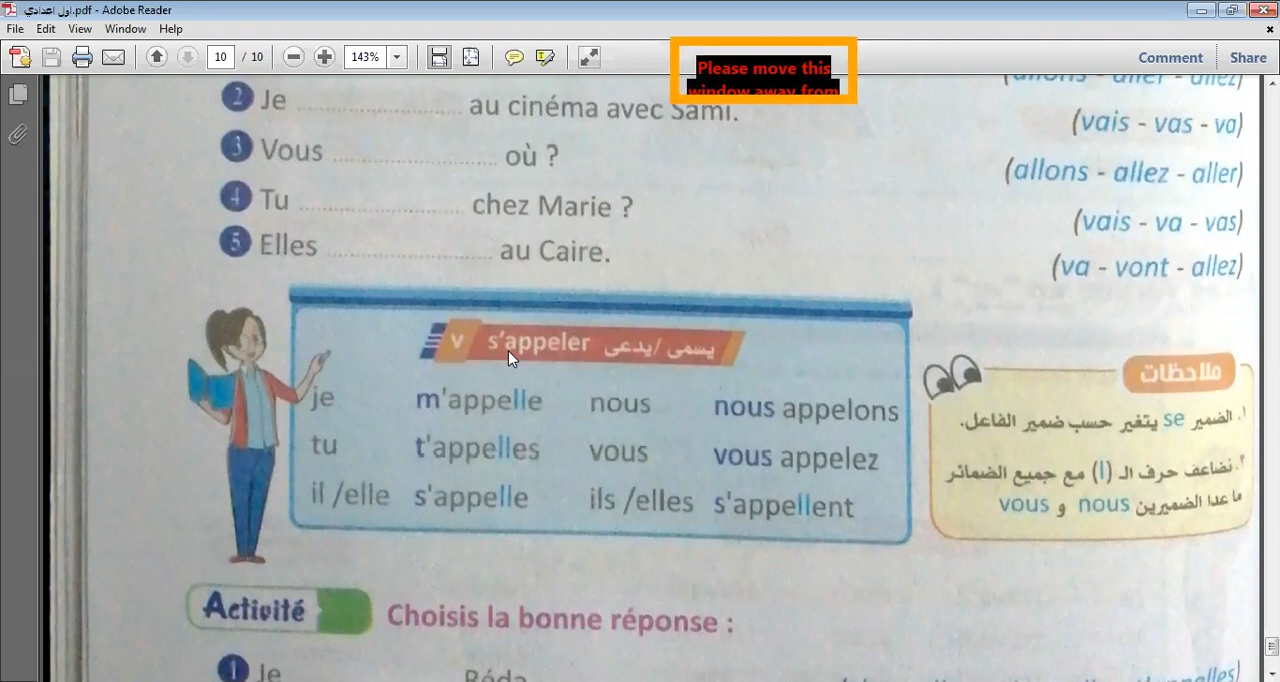 اول اعدادي.pdf - Adobe Reader
File Edit View Window Help
10 / 10 143% Comment Share
Please move this
window away from
(allons - aller - allez)
2 Je ........................ au cinéma avec Sami. (vais - vas - va)
3 Vous ........................ où ? (allons - allez - aller)
4 Tu ........................ chez Marie ? (vais - va - vas)
5 Elles ........................ au Caire. (va - vont - allez)
v s'appeler يسمى /يدعى
je m'appelle nous nous appelons
tu t'appelles vous vous appelez
il /elle s'appelle ils /elles s'appellent
ملاحظات
١. الضمير se يتغير حسب ضمير الفاعل.
٢. نضاعف حرف الـ (l) مع جميع الضمائر
ما عدا الضميرين nous و vous
Activité Choisis la bonne réponse :
1 Je Réda